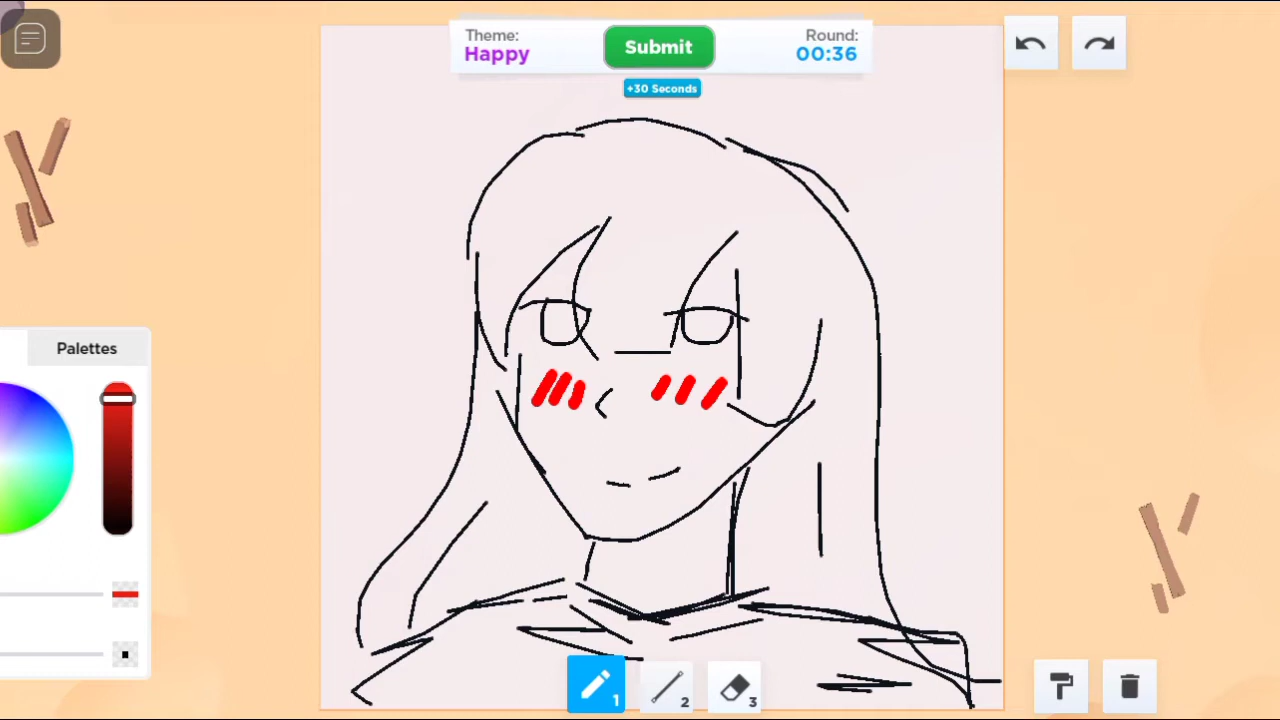 Theme:
Happy
Submit
Round:
00:36
+30 Seconds
Palettes
1
2
3